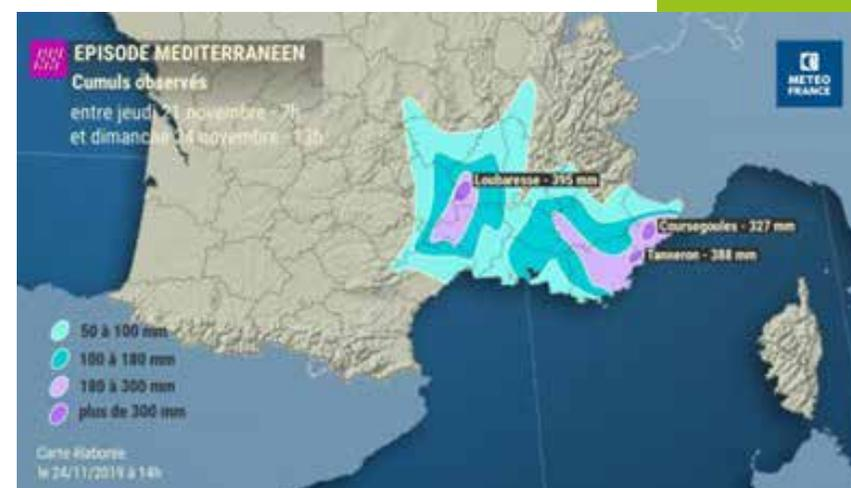 EPISODE MEDITERRANEEN
Cumuls observés
entre jeudi 21 novembre - 7h
et dimanche 24 novembre - 13h
METEO
FRANCE
Loubaresse - 395 mm
Coursegoules - 327 mm
Tanneron - 388 mm
50 à 100 mm
100 à 180 mm
180 à 300 mm
plus de 300 mm
Carte élaborée
le 24/11/2019 à 14h